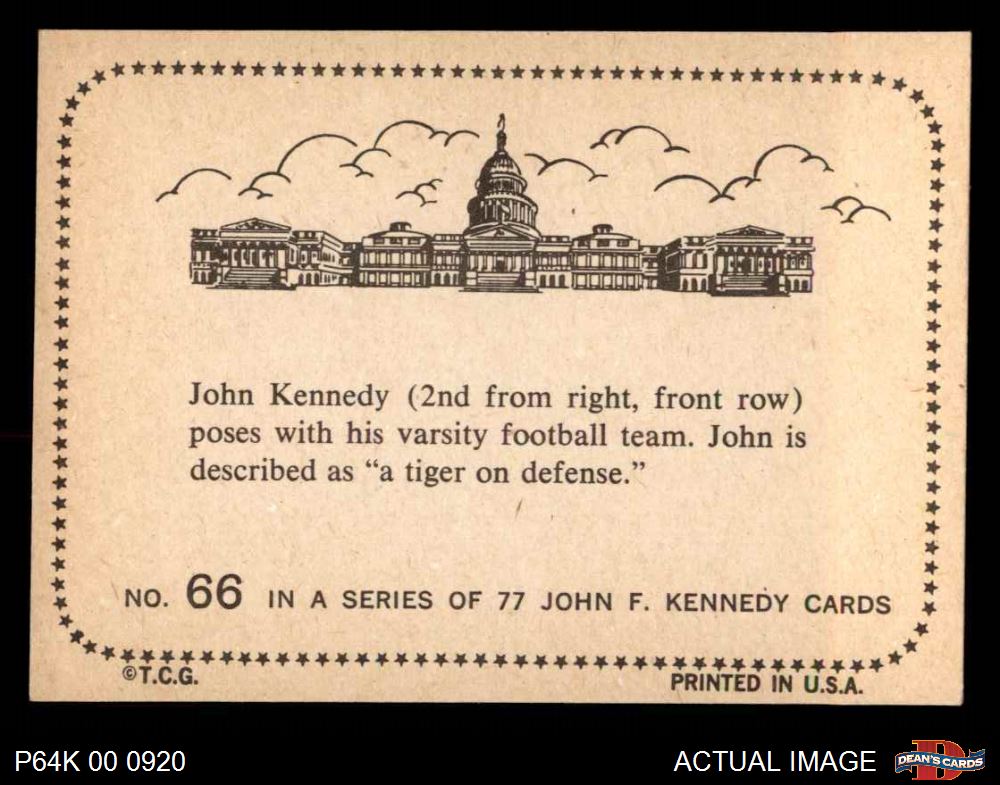 John Kennedy (2nd from right, front row)
poses with his varsity football team. John is
described as “a tiger on defense.”
NO. 66 IN A SERIES OF 77 JOHN F. KENNEDY CARDS
©T.C.G.
PRINTED IN U.S.A.
P64K 00 0920
ACTUAL IMAGE
D
DEAN'S CARDS